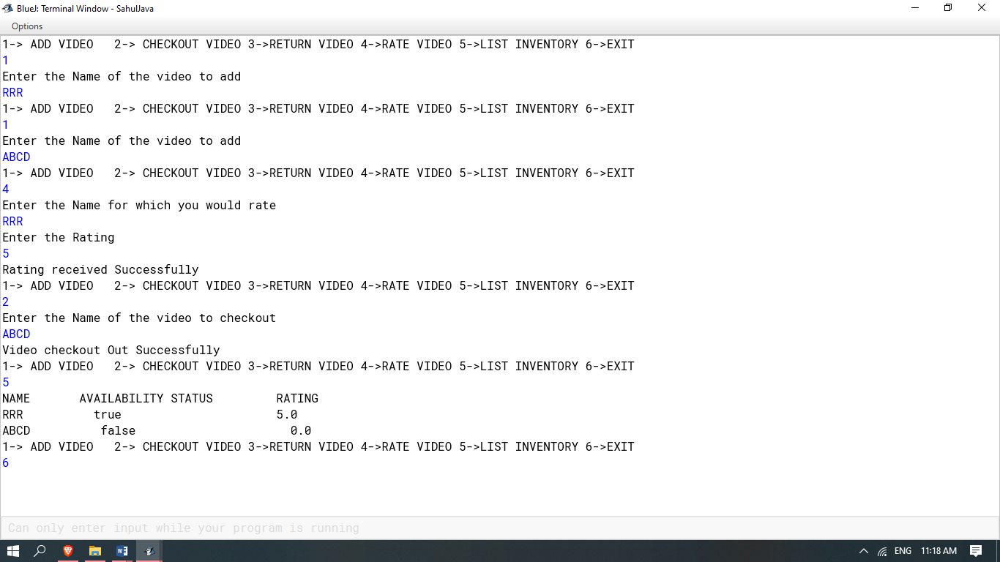 BlueJ: Terminal Window - SahulJava
Options
1-> ADD VIDEO   2-> CHECKOUT VIDEO 3->RETURN VIDEO 4->RATE VIDEO 5->LIST INVENTORY 6->EXIT
1
Enter the Name of the video to add
RRR
1-> ADD VIDEO   2-> CHECKOUT VIDEO 3->RETURN VIDEO 4->RATE VIDEO 5->LIST INVENTORY 6->EXIT
1
Enter the Name of the video to add
ABCD
1-> ADD VIDEO   2-> CHECKOUT VIDEO 3->RETURN VIDEO 4->RATE VIDEO 5->LIST INVENTORY 6->EXIT
4
Enter the Name for which you would rate
RRR
Enter the Rating
5
Rating received Successfully
1-> ADD VIDEO   2-> CHECKOUT VIDEO 3->RETURN VIDEO 4->RATE VIDEO 5->LIST INVENTORY 6->EXIT
2
Enter the Name of the video to checkout
ABCD
Video checkout Out Successfully
1-> ADD VIDEO   2-> CHECKOUT VIDEO 3->RETURN VIDEO 4->RATE VIDEO 5->LIST INVENTORY 6->EXIT
5
NAME       AVAILABILITY STATUS         RATING
RRR          true                      5.0
ABCD          false                      0.0
1-> ADD VIDEO   2-> CHECKOUT VIDEO 3->RETURN VIDEO 4->RATE VIDEO 5->LIST INVENTORY 6->EXIT
6
Can only enter input while your program is running
ENG 11:18 AM